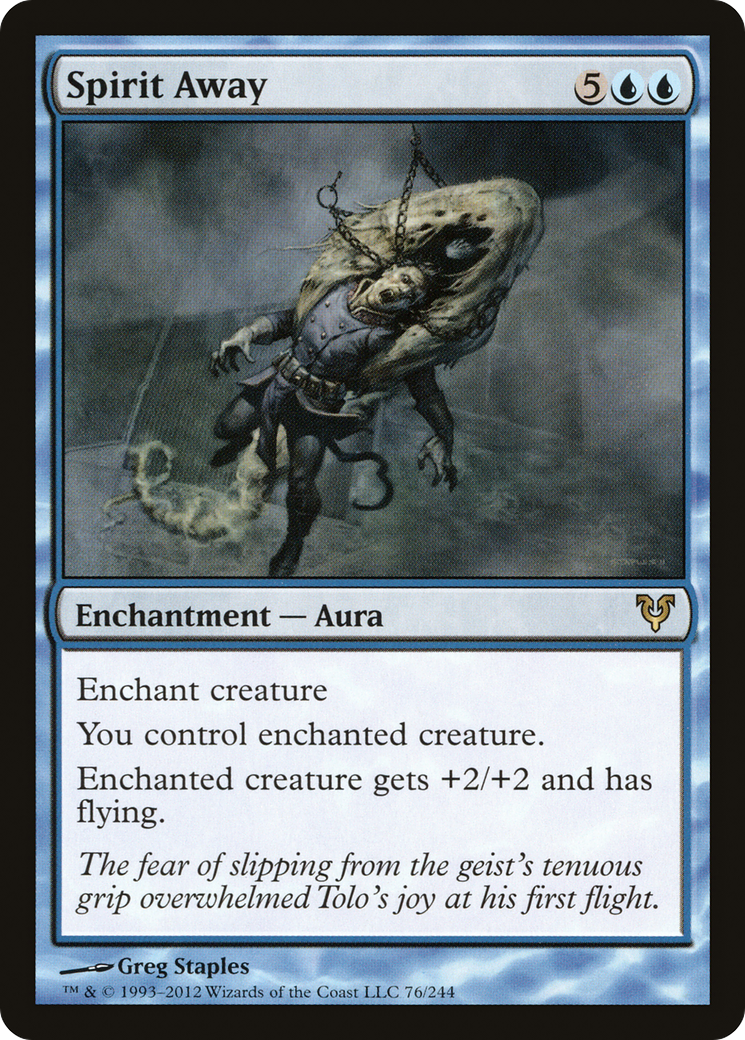 Spirit Away
5
Enchantment — Aura
Enchant creature
You control enchanted creature.
Enchanted creature gets +2/+2 and has
flying.
The fear of slipping from the geist's tenuous
grip overwhelmed Tolo's joy at his first flight.
Greg Staples
™ & © 1993–2012 Wizards of the Coast LLC 76/244